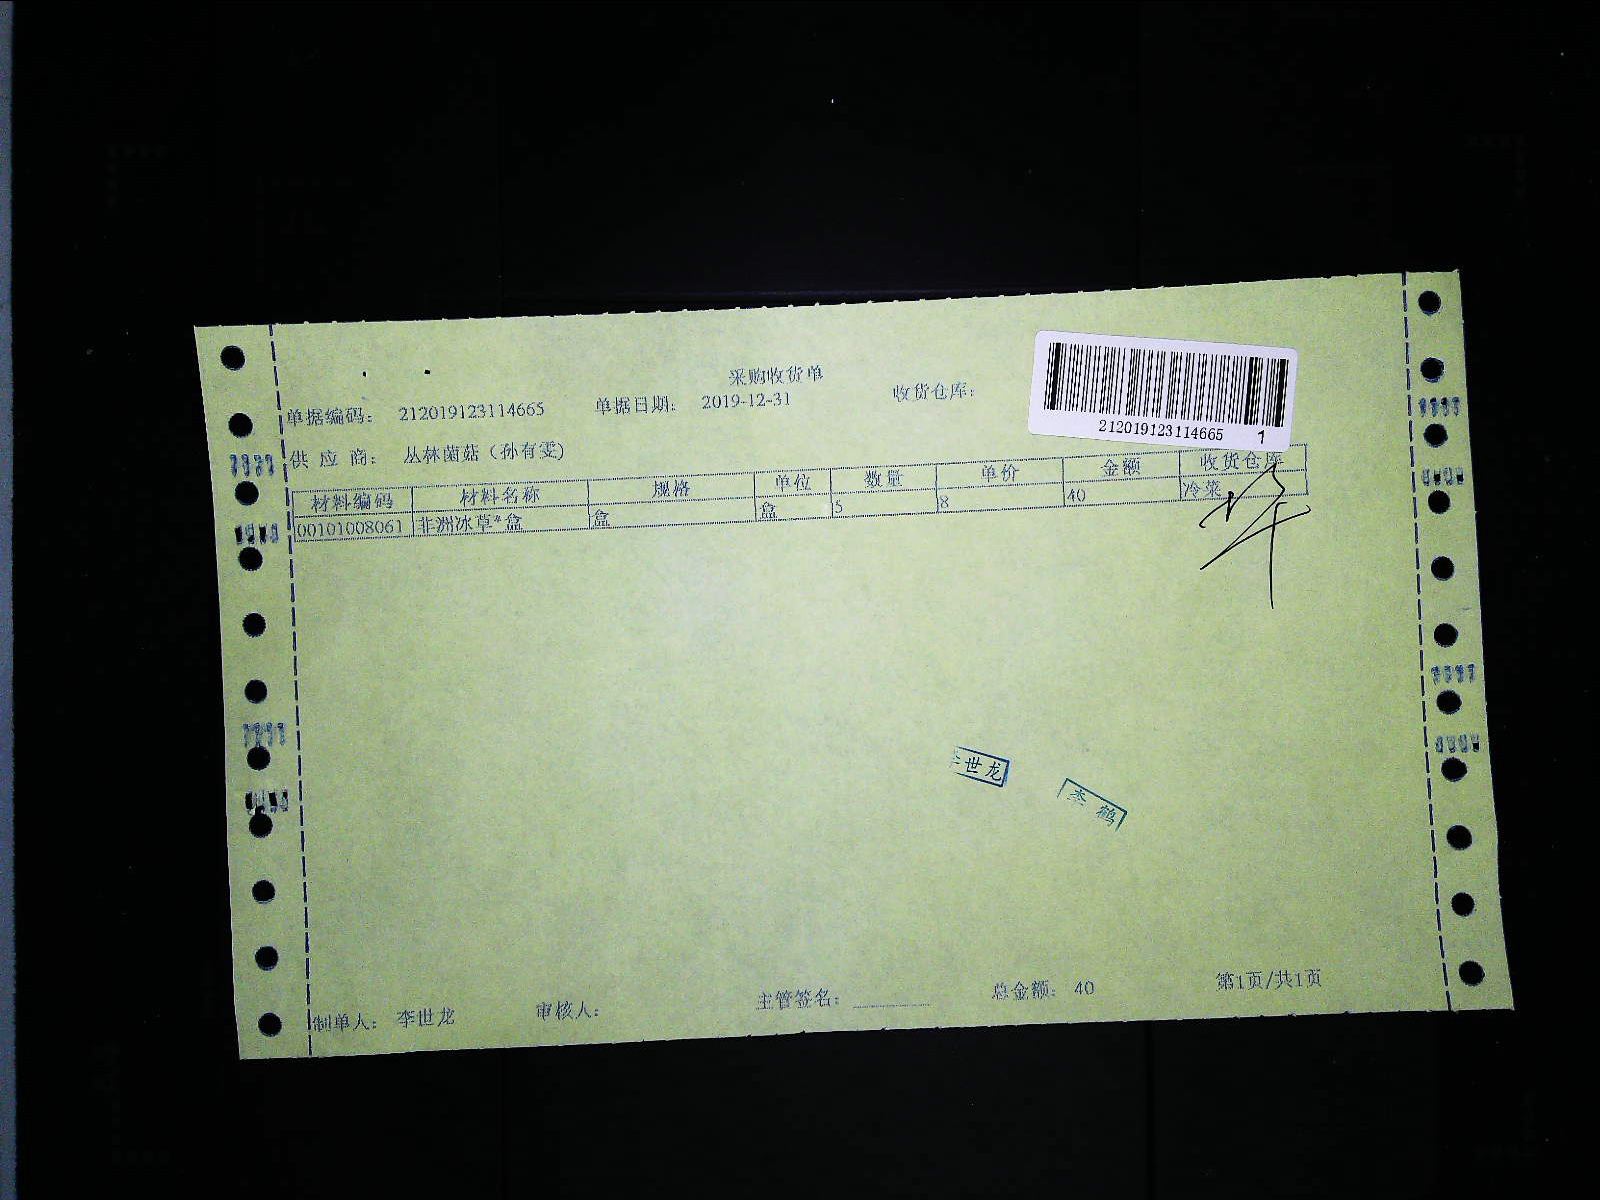 采购收货单
单据编码: 212019123114665 单据日期: 2019-12-31 收货仓库:
212019123114665 1
供应商: 丛林菌菇（孙有雯）
材料编码 材料名称 规格 单位 数量 单价 金额 收货仓库
00101008061 非洲冰草*盒 盒 盒 5 8 40 冷菜
世龙
李鹤
制单人: 李世龙 审核人: 主管签名: 总金额: 40 第1页/共1页